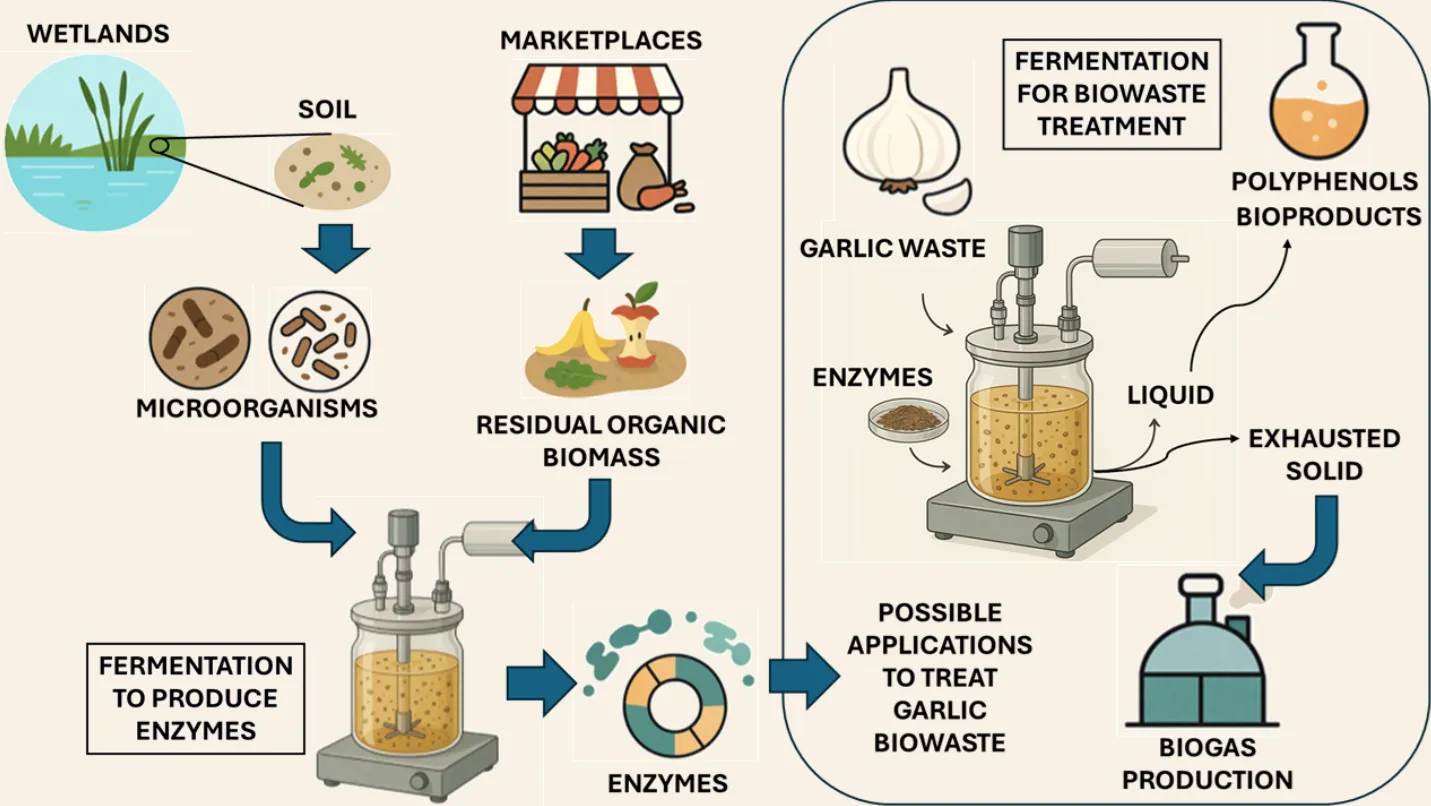 WETLANDS
SOIL
MICROORGANISMS
MARKETPLACES
RESIDUAL ORGANIC
BIOMASS
FERMENTATION
TO PRODUCE
ENZYMES
ENZYMES
POSSIBLE
APPLICATIONS
TO TREAT
GARLIC
BIOWASTE
FERMENTATION
FOR BIOWASTE
TREATMENT
GARLIC WASTE
ENZYMES
LIQUID
POLYPHENOLS
BIOPRODUCTS
EXHAUSTED
SOLID
BIOGAS
PRODUCTION